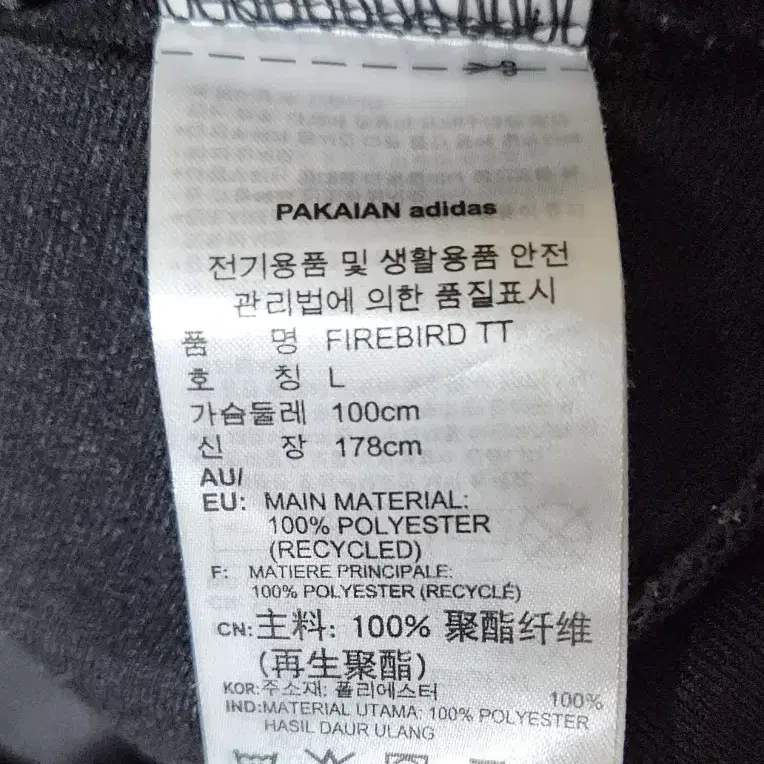 PAKAIAN adidas
전기용품 및 생활용품 안전
관리법에 의한 품질표시
품 명 FIREBIRD TT
호 칭 L
가슴둘레 100cm
신 장 178cm
AU/
EU: MAIN MATERIAL:
100% POLYESTER
(RECYCLED)
F: MATIERE PRINCIPALE:
100% POLYESTER (RECYCLÉ)
CN: 主料: 100% 聚酯纤维
(再生聚酯)
KOR:주소재: 폴리에스터 100%
IND:MATERIAL UTAMA: 100% POLYESTER
HASIL DAUR ULANG